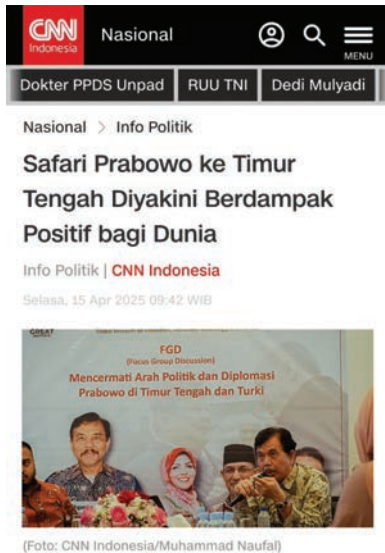 CNN
Indonesia
Nasional
MENU
Dokter PPDS Unpad
RUU TNI
Dedi Mulyadi
Nasional > Info Politik
Safari Prabowo ke Timur
Tengah Diyakini Berdampak
Positif bagi Dunia
Info Politik | CNN Indonesia
Selasa, 15 Apr 2025 09:42 WIB
GREAT
FGD
(Focus Group Discussion)
Mencermati Arah Politik dan Diplomasi
Prabowo di Timur Tengah dan Turki
(Foto: CNN Indonesia/Muhammad Naufal)